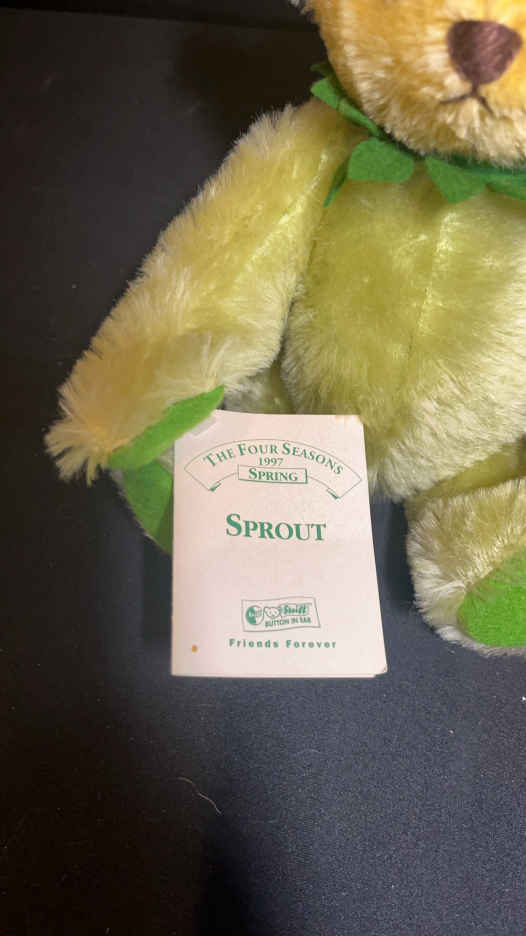 THE FOUR SEASONS
1997
SPRING
SPROUT
Steiff
BUTTON IN EAR
Friends Forever